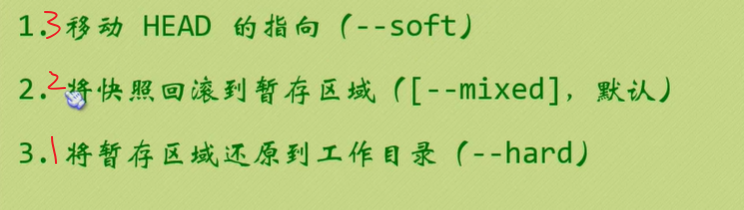 1.3移动 HEAD 的指向（--soft）
2.2将快照回滚到暂存区域（[--mixed]，默认）
3.1将暂存区域还原到工作目录（--hard）